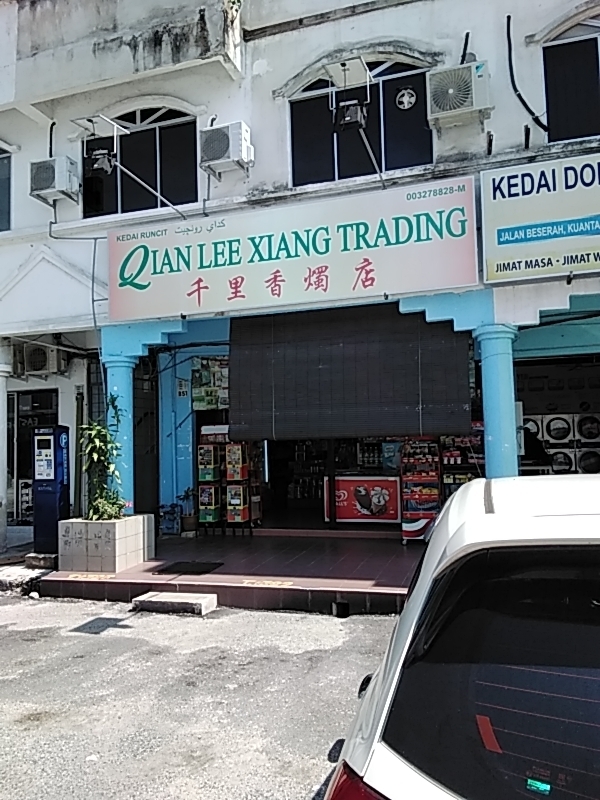 KEDAI RUNCIT كداي رونچيت
003278828-M
QIAN LEE XIANG TRADING
千里香燭店
KEDAI DO
JALAN BESERAH, KUANTA
JIMAT MASA - JIMAT W